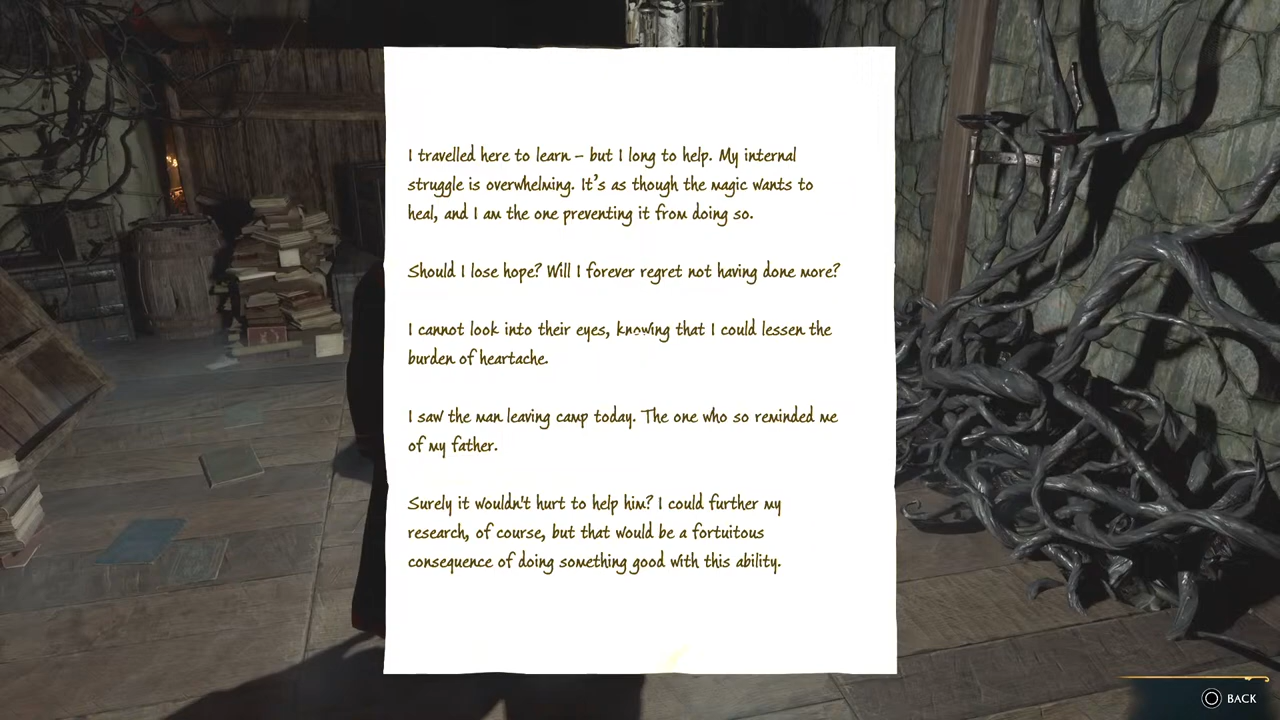 I travelled here to learn – but I long to help. My internal
struggle is overwhelming. It's as though the magic wants to
heal, and I am the one preventing it from doing so.
Should I lose hope? Will I forever regret not having done more?
I cannot look into their eyes, knowing that I could lessen the
burden of heartache.
I saw the man leaving camp today. The one who so reminded me
of my father.
Surely it wouldn't hurt to help him? I could further my
research, of course, but that would be a fortuitous
consequence of doing something good with this ability.
BACK